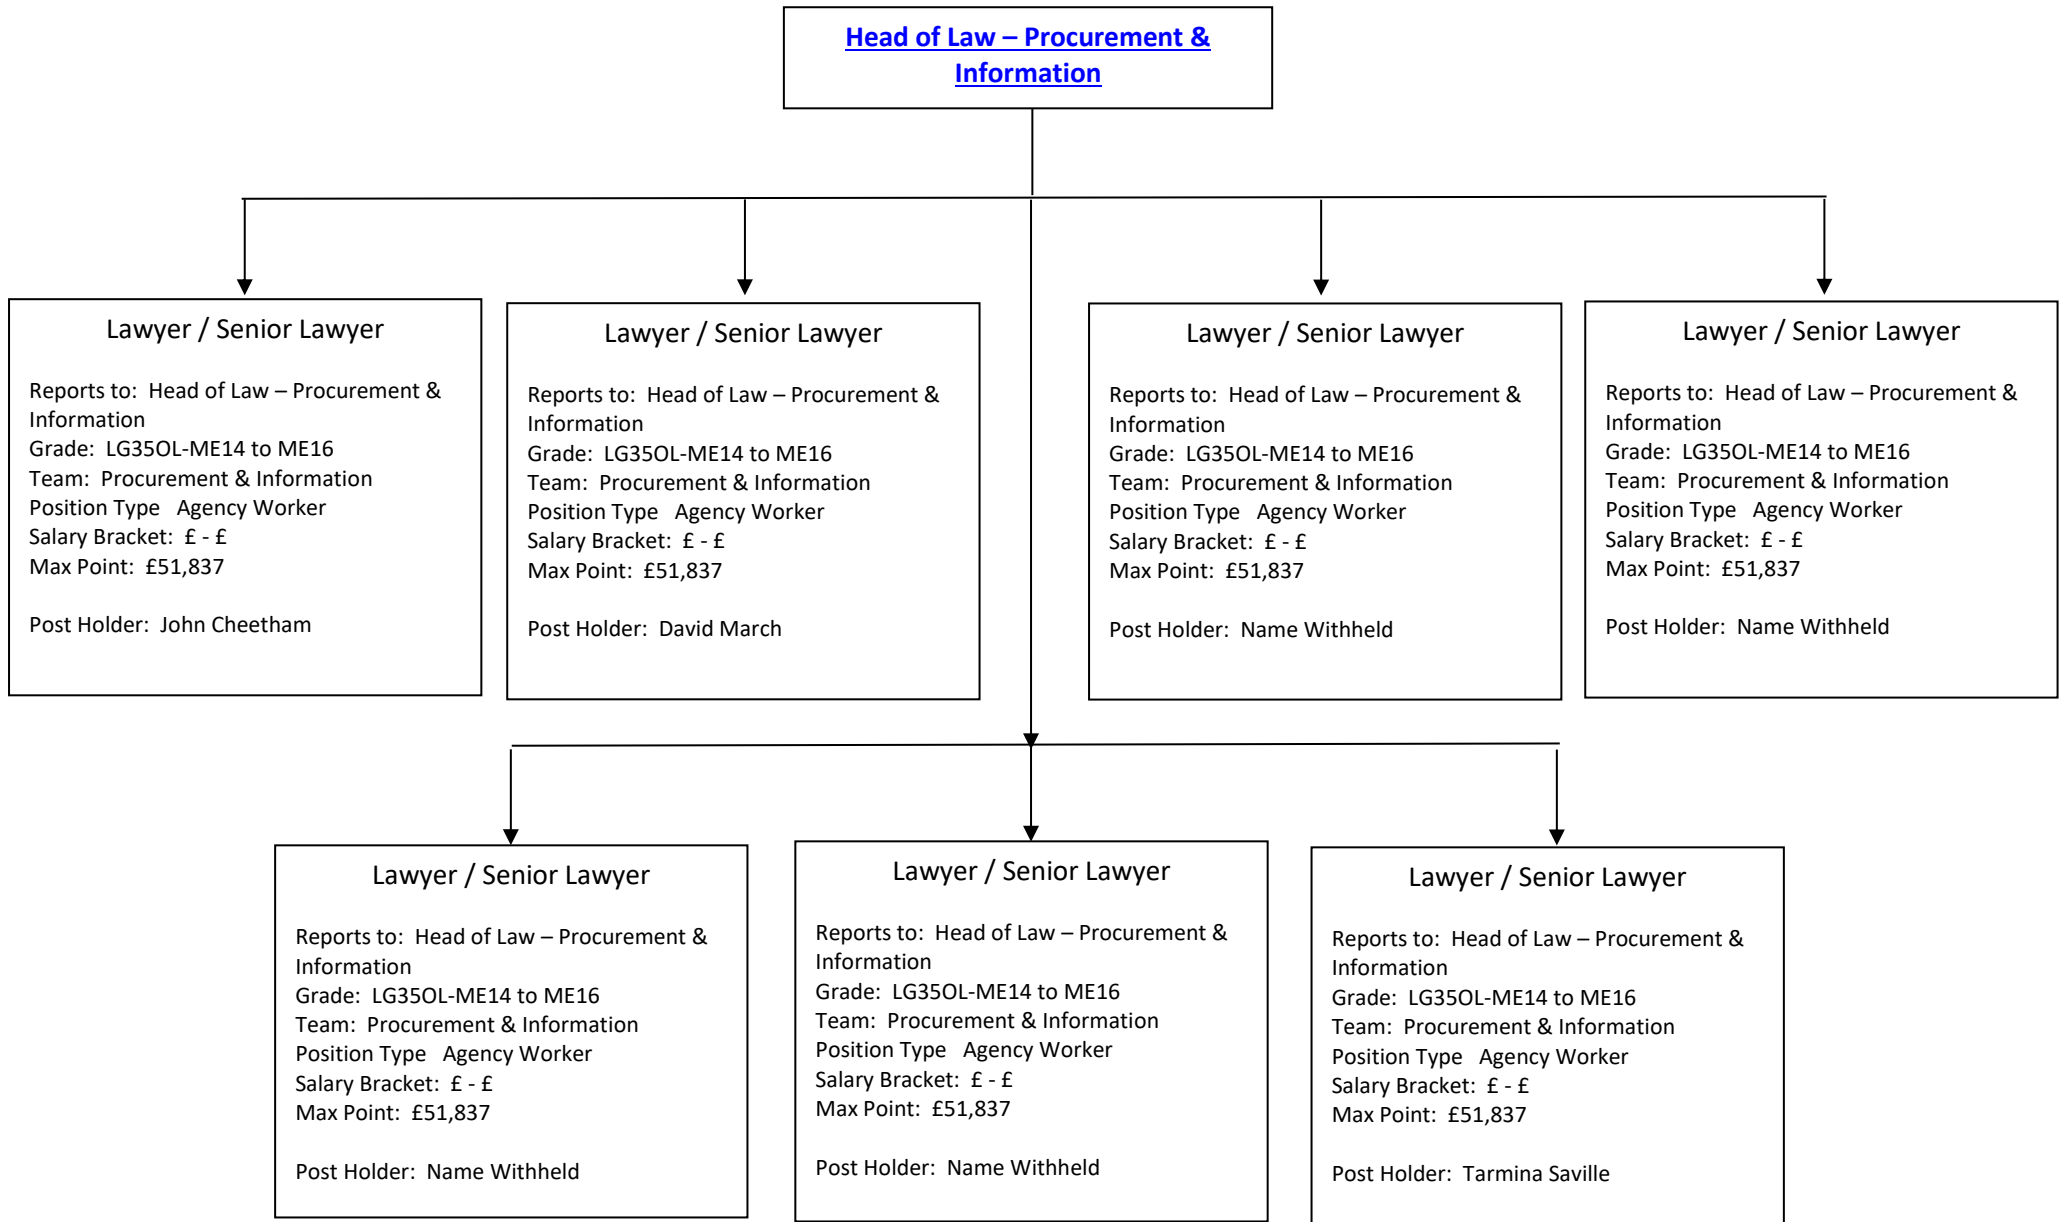 Head of Law – Procurement &
Information
Lawyer / Senior Lawyer
Reports to:  Head of Law – Procurement &
Information
Grade:  LG35OL-ME14 to ME16
Team:  Procurement & Information
Position Type   Agency Worker
Salary Bracket:  £ - £
Max Point:  £51,837
Post Holder:  John Cheetham
Lawyer / Senior Lawyer
Reports to:  Head of Law – Procurement &
Information
Grade:  LG35OL-ME14 to ME16
Team:  Procurement & Information
Position Type   Agency Worker
Salary Bracket:  £ - £
Max Point:  £51,837
Post Holder:  David March
Lawyer / Senior Lawyer
Reports to:  Head of Law – Procurement &
Information
Grade:  LG35OL-ME14 to ME16
Team:  Procurement & Information
Position Type   Agency Worker
Salary Bracket:  £ - £
Max Point:  £51,837
Post Holder:  Name Withheld
Lawyer / Senior Lawyer
Reports to:  Head of Law – Procurement &
Information
Grade:  LG35OL-ME14 to ME16
Team:  Procurement & Information
Position Type   Agency Worker
Salary Bracket:  £ - £
Max Point:  £51,837
Post Holder:  Name Withheld
Lawyer / Senior Lawyer
Reports to:  Head of Law – Procurement &
Information
Grade:  LG35OL-ME14 to ME16
Team:  Procurement & Information
Position Type   Agency Worker
Salary Bracket:  £ - £
Max Point:  £51,837
Post Holder:  Name Withheld
Lawyer / Senior Lawyer
Reports to:  Head of Law – Procurement &
Information
Grade:  LG35OL-ME14 to ME16
Team:  Procurement & Information
Position Type   Agency Worker
Salary Bracket:  £ - £
Max Point:  £51,837
Post Holder:  Name Withheld
Lawyer / Senior Lawyer
Reports to:  Head of Law – Procurement &
Information
Grade:  LG35OL-ME14 to ME16
Team:  Procurement & Information
Position Type   Agency Worker
Salary Bracket:  £ - £
Max Point:  £51,837
Post Holder:  Tarmina Saville